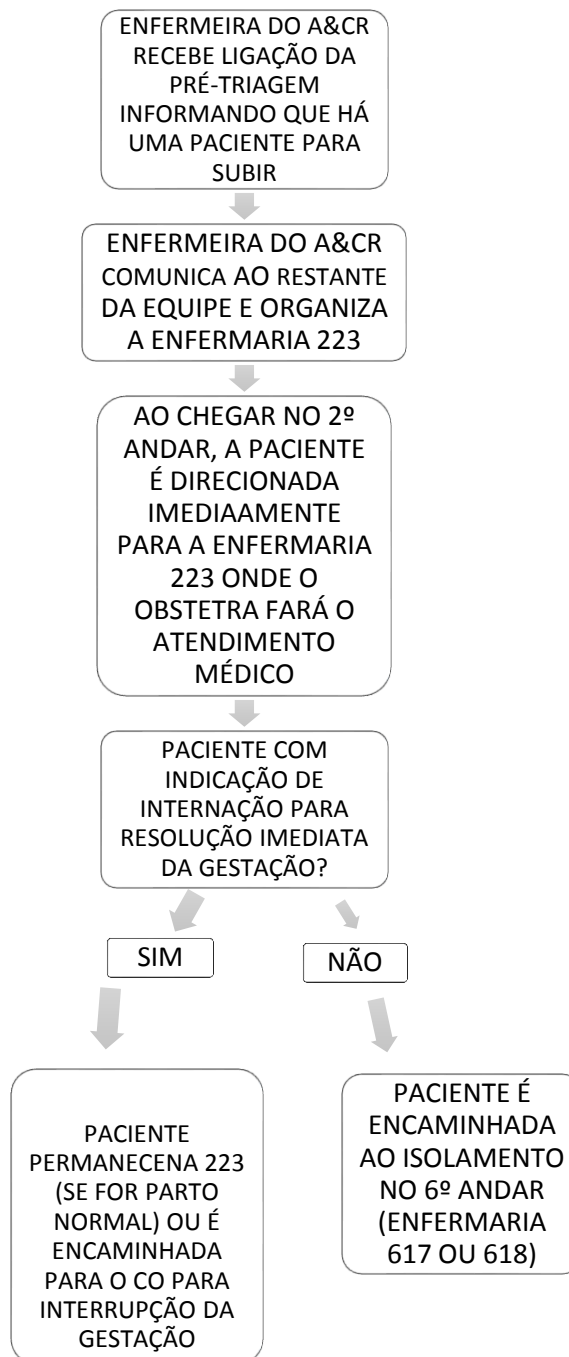 ENFERMEIRA DO A&CR
RECEBE LIGAÇÃO DA
PRÉ-TRIAGEM
INFORMANDO QUE HÁ
UMA PACIENTE PARA
SUBIR
ENFERMEIRA DO A&CR
COMUNICA AO RESTANTE
DA EQUIPE E ORGANIZA
A ENFERMARIA 223
AO CHEGAR NO 2º
ANDAR, A PACIENTE
É DIRECIONADA
IMEDIAAMENTE
PARA A ENFERMARIA
223 ONDE O
OBSTETRA FARÁ O
ATENDIMENTO
MÉDICO
PACIENTE COM
INDICAÇÃO DE
INTERNAÇÃO PARA
RESOLUÇÃO IMEDIATA
DA GESTAÇÃO?
SIM
NÃO
PACIENTE
PERMANECENA 223
(SE FOR PARTO
NORMAL) OU É
ENCAMINHADA
PARA O CO PARA
INTERRUPÇÃO DA
GESTAÇÃO
PACIENTE É
ENCAMINHADA
AO ISOLAMENTO
NO 6º ANDAR
(ENFERMARIA
617 OU 618)